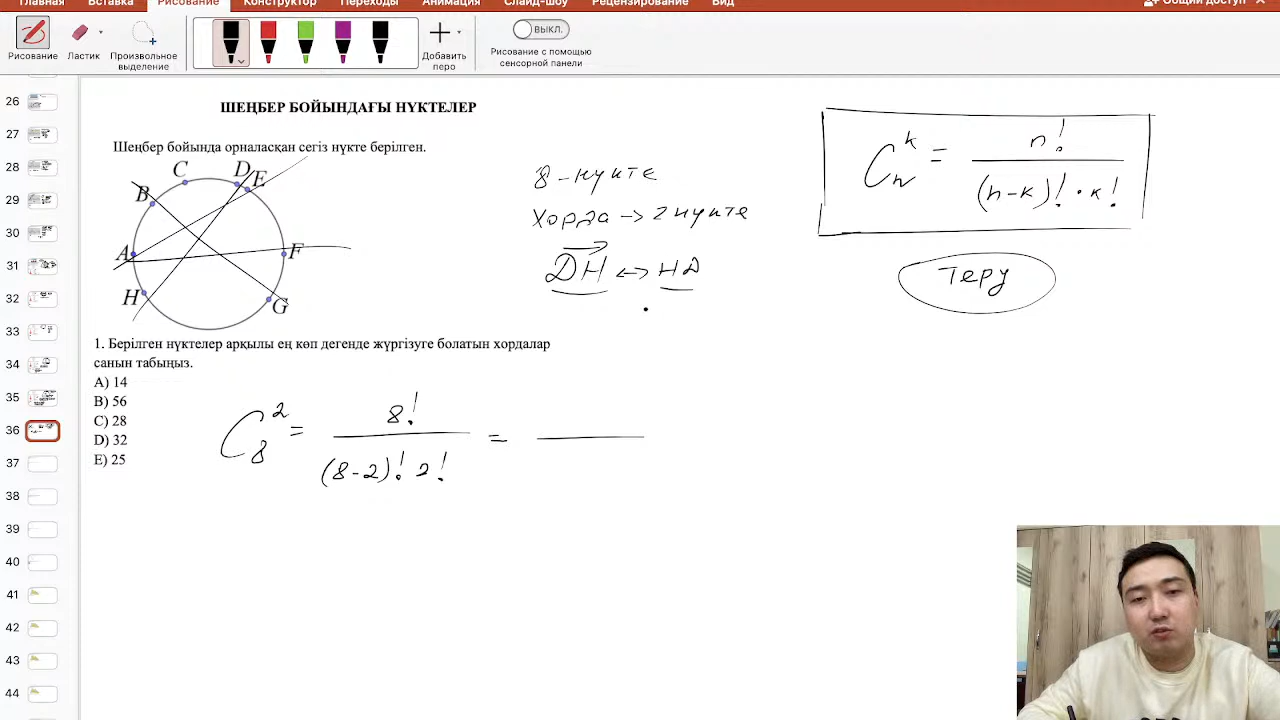 Главная Вставка Рисование Конструктор Переходы Анимация Слайд-шоу Рецензирование Вид Общий доступ
ВЫКЛ.
Рисование Ластик Произвольное выделение Добавить перо Рисование с помощью сенсорной панели
26
27
28
29
30
31
32
33
34
35
36
37
38
39
40
41
42
43
44
ШЕҢБЕР БОЙЫНДАҒЫ НҮКТЕЛЕР
Шеңбер бойында орналасқан сегіз нүкте берілген.
C D E
B
A F
H G
8-нүкте
хорда → 2 нүкте
DH ↔ HD
C_n^k = n! / (n-k)! · k!
теру
1. Берілген нүктелер арқылы ең көп дегенде жүргізуге болатын хордалар
санын табыңыз.
A) 14
B) 56
C) 28
D) 32
E) 25
C_8^2 = 8! / (8-2)! 2! =